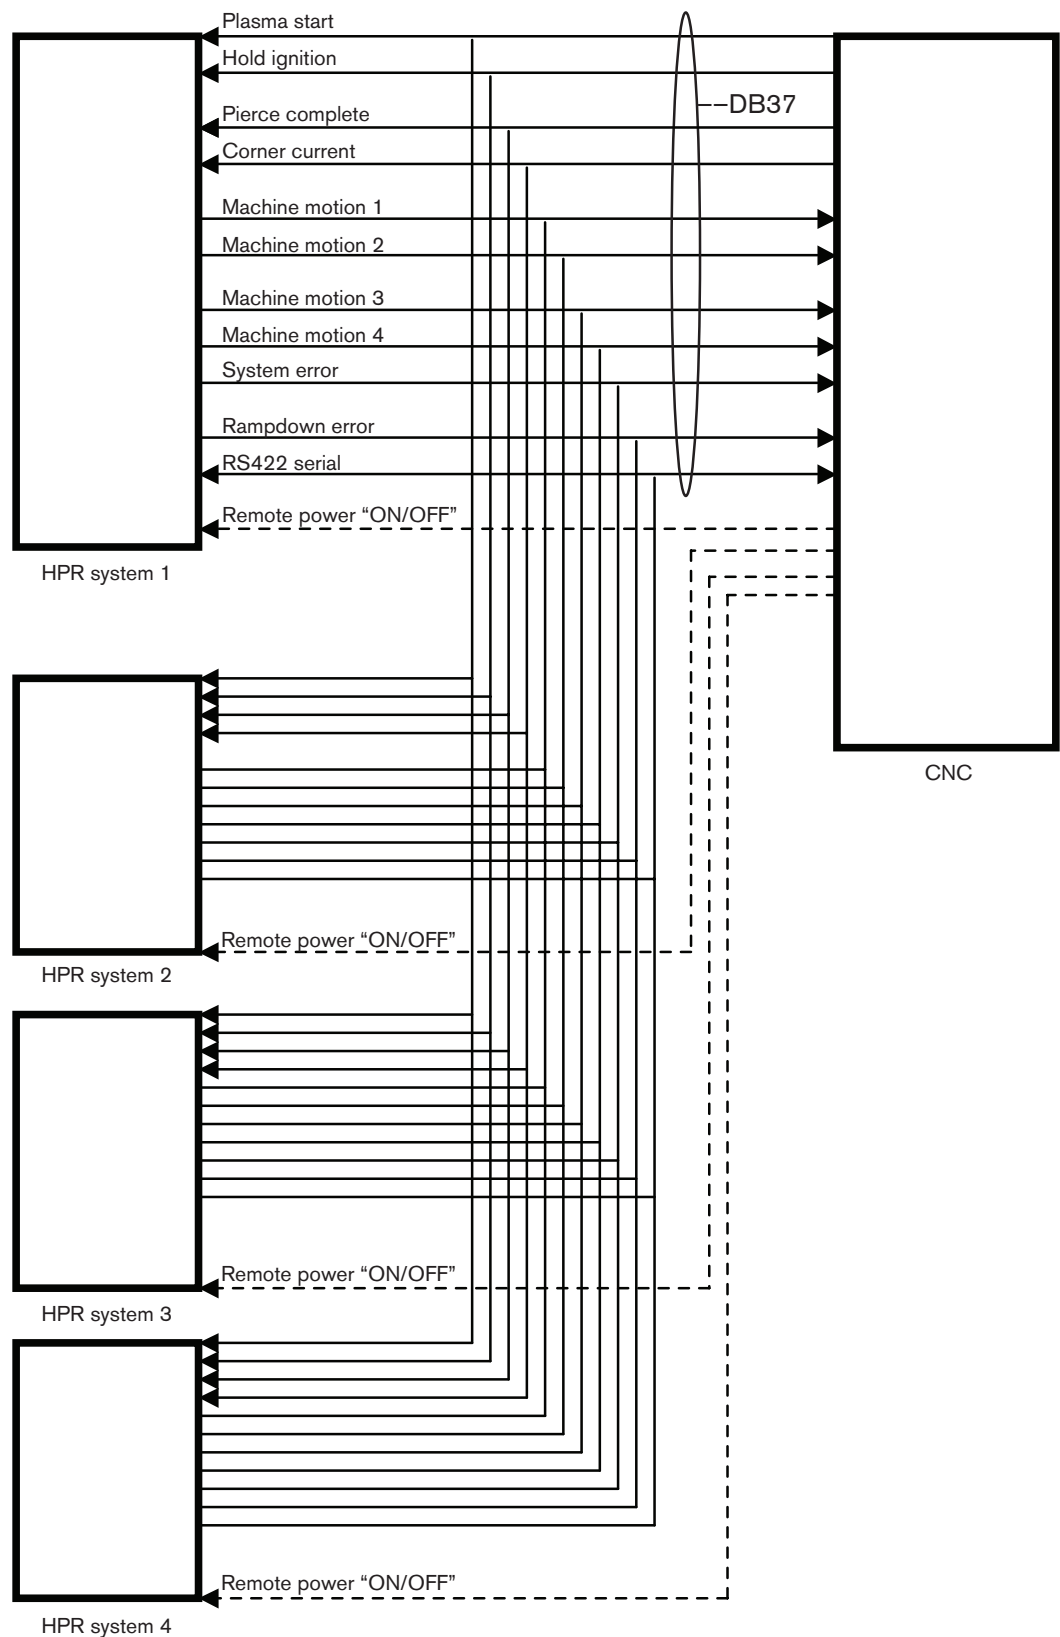 Plasma start
Hold ignition
--DB37
Pierce complete
Corner current
Machine motion 1
Machine motion 2
Machine motion 3
Machine motion 4
System error
Rampdown error
RS422 serial
Remote power “ON/OFF”
HPR system 1
CNC
Remote power “ON/OFF”
HPR system 2
Remote power “ON/OFF”
HPR system 3
Remote power “ON/OFF”
HPR system 4